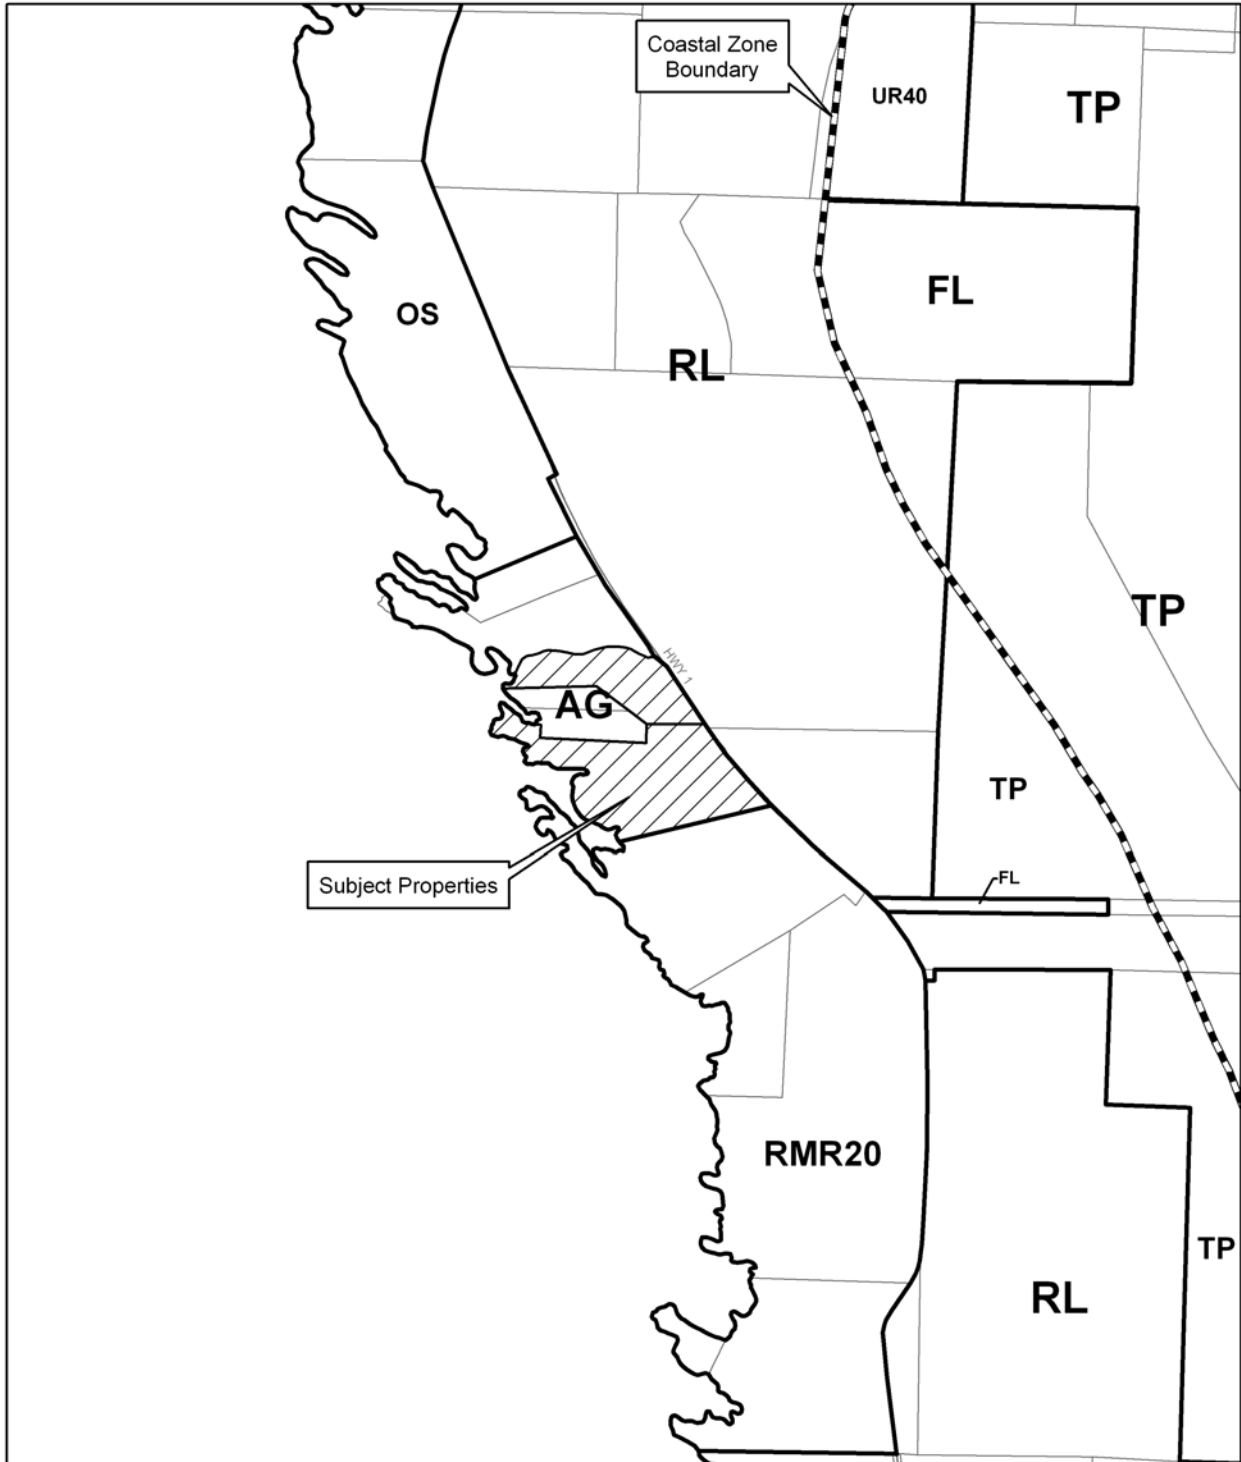 Coastal Zone
Boundary
UR40
TP
FL
OS
RL
TP
HWY 1
AG
TP
Subject Properties
FL
RMR20
TP
RL